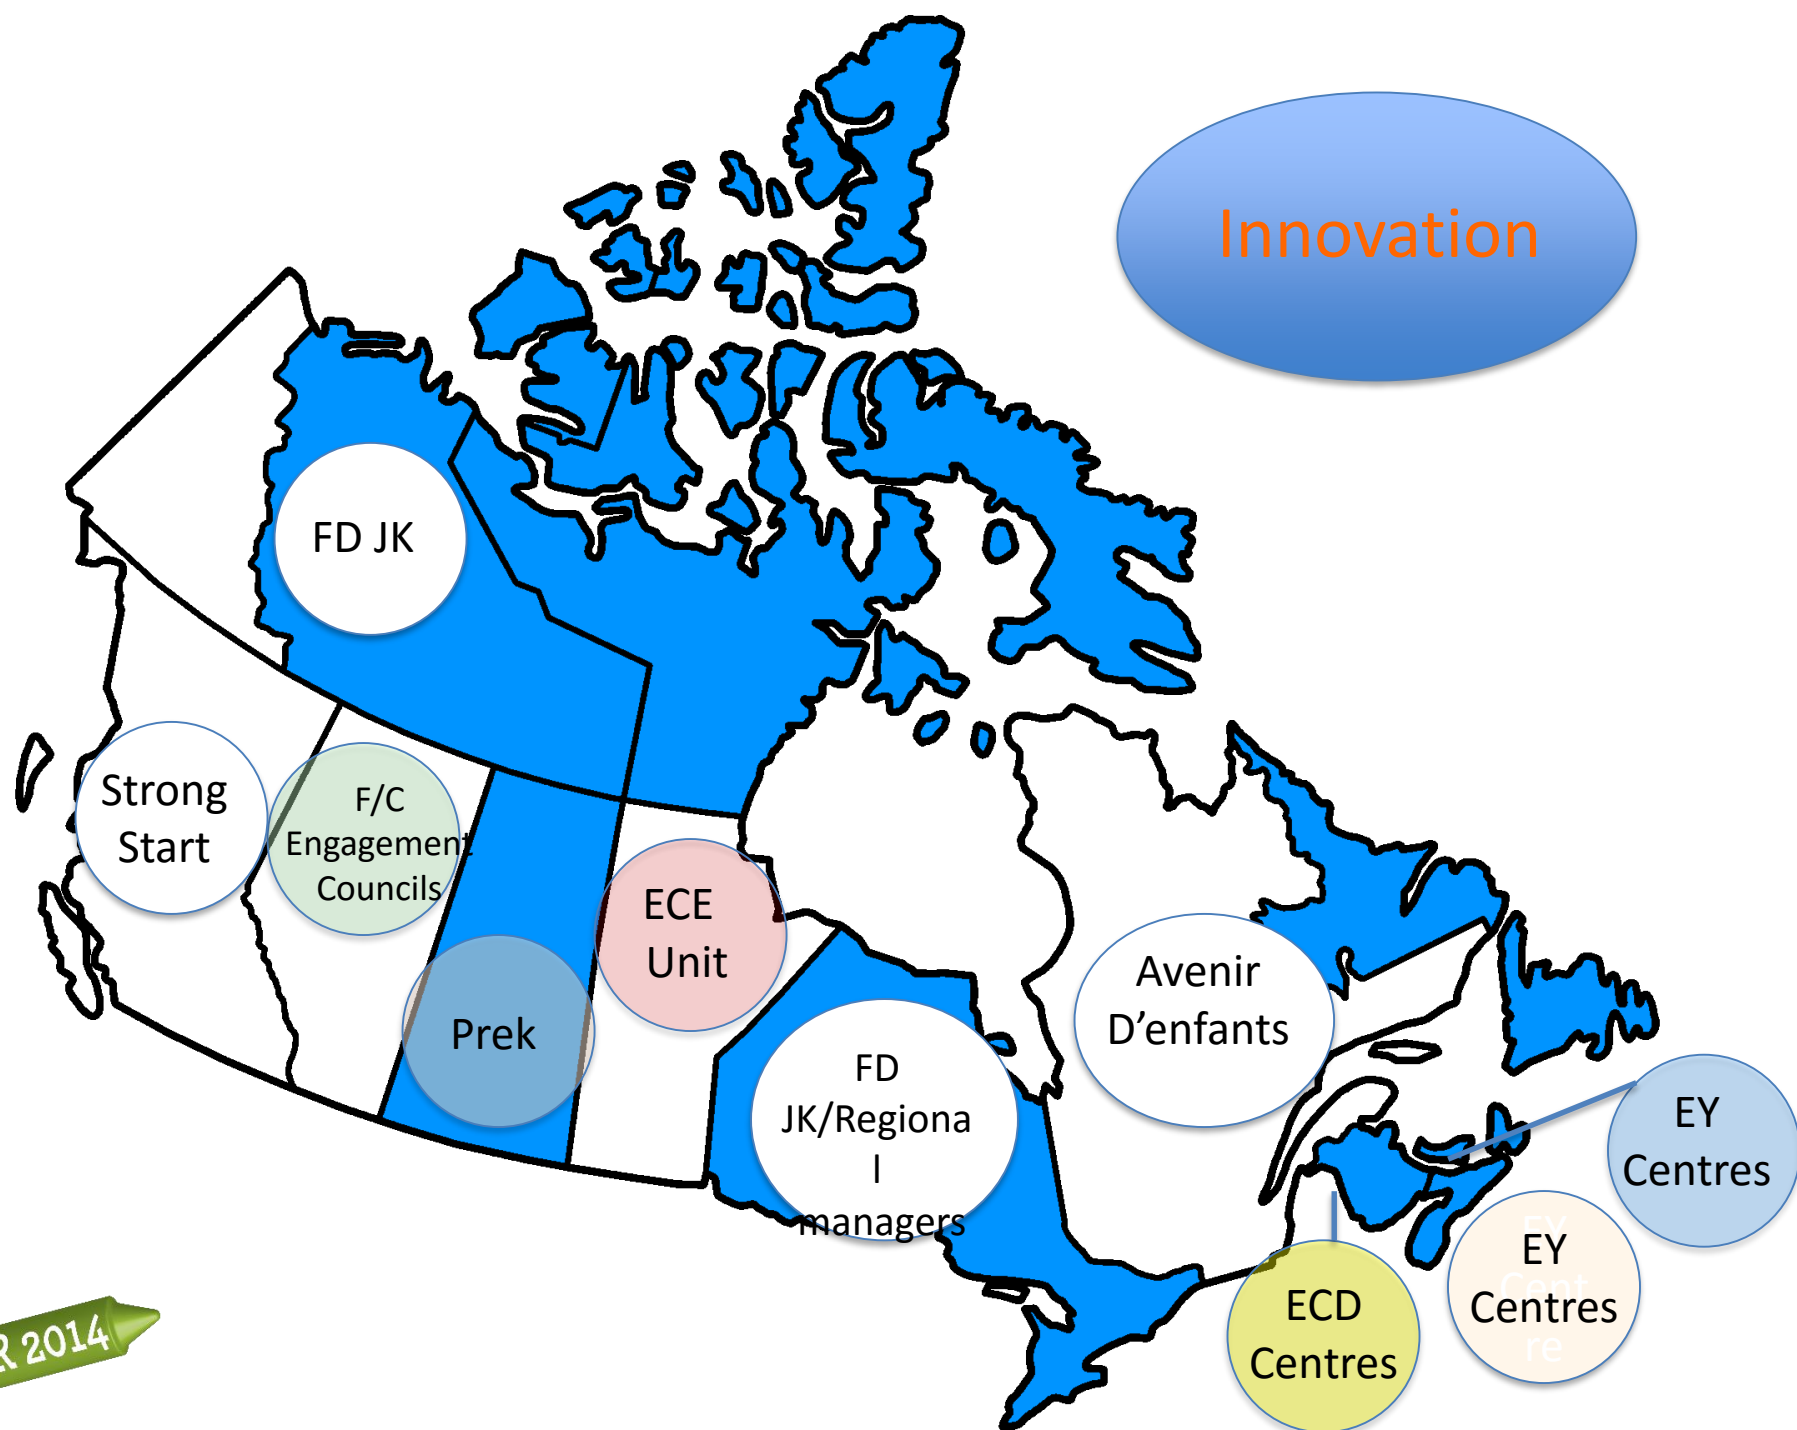 Innovation
FD JK
Strong
Start
F/C
Engagement
Councils
ECE
Unit
Prek
Avenir
D’enfants
FD
JK/Regiona
l
managers
EY
Centres
EY
Centres
ECD
Centres
R 2014